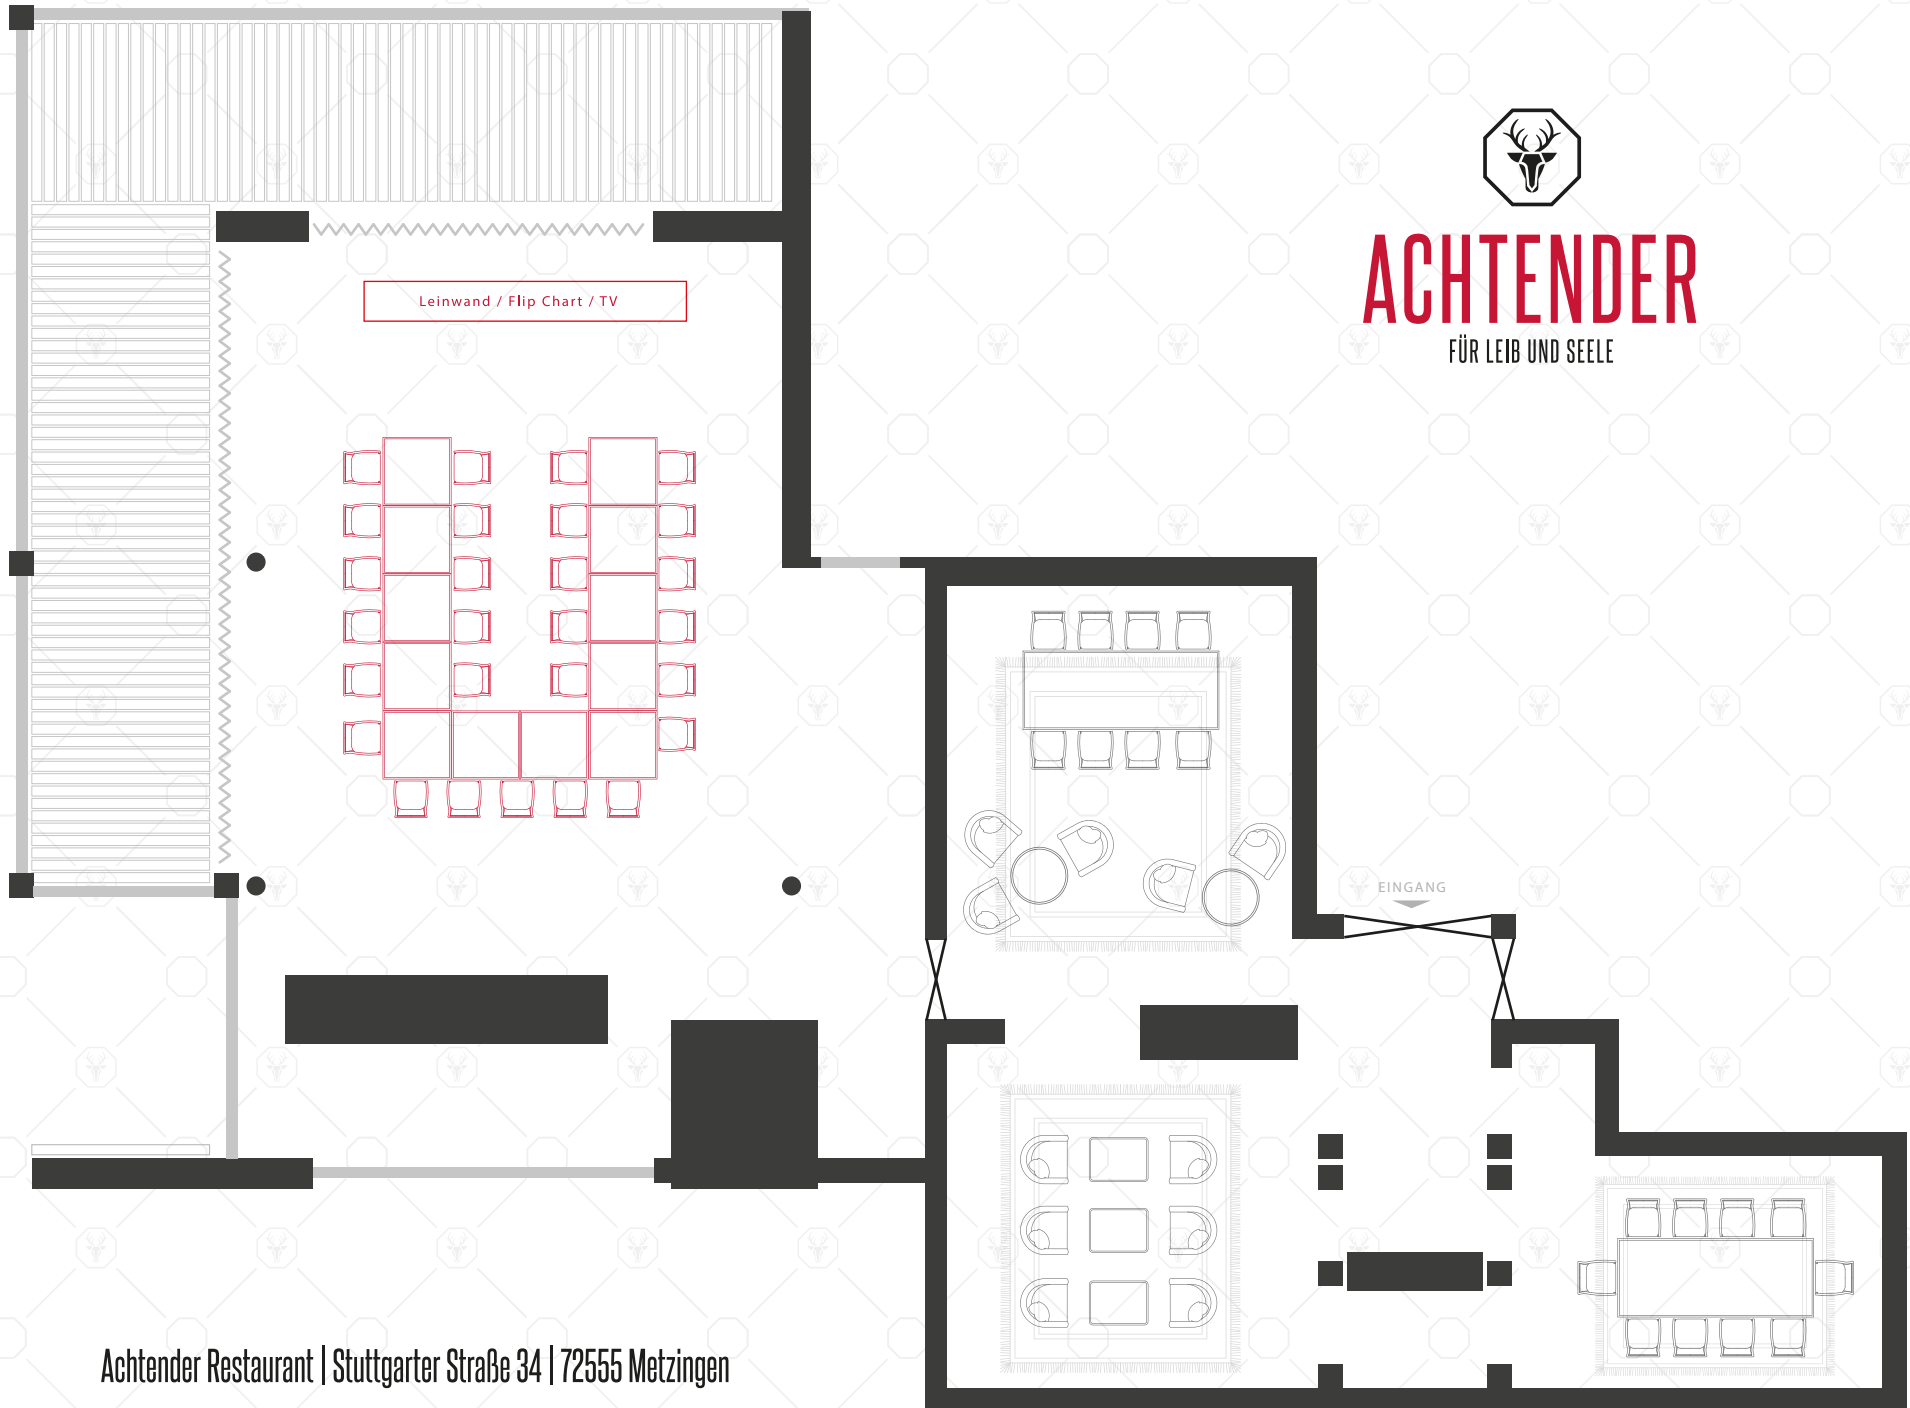 ACHTENDER
FÜR LEIB UND SEELE
Leinwand / Flip Chart / TV
EINGANG
Achtender Restaurant | Stuttgarter Straße 34 | 72555 Metzingen